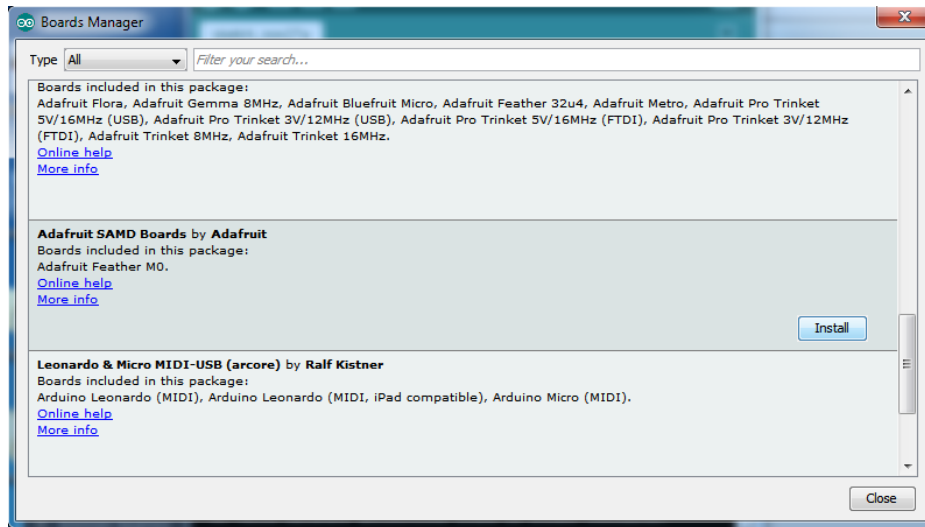 Boards Manager
Type All Filter your search...
Boards included in this package:
Adafruit Flora, Adafruit Gemma 8MHz, Adafruit Bluefruit Micro, Adafruit Feather 32u4, Adafruit Metro, Adafruit Pro Trinket
5V/16MHz (USB), Adafruit Pro Trinket 3V/12MHz (USB), Adafruit Pro Trinket 5V/16MHz (FTDI), Adafruit Pro Trinket 3V/12MHz
(FTDI), Adafruit Trinket 8MHz, Adafruit Trinket 16MHz.
Online help
More info
Adafruit SAMD Boards by Adafruit
Boards included in this package:
Adafruit Feather M0.
Online help
More info
Install
Leonardo & Micro MIDI-USB (arcore) by Ralf Kistner
Boards included in this package:
Arduino Leonardo (MIDI), Arduino Leonardo (MIDI, iPad compatible), Arduino Micro (MIDI).
Online help
More info
Close